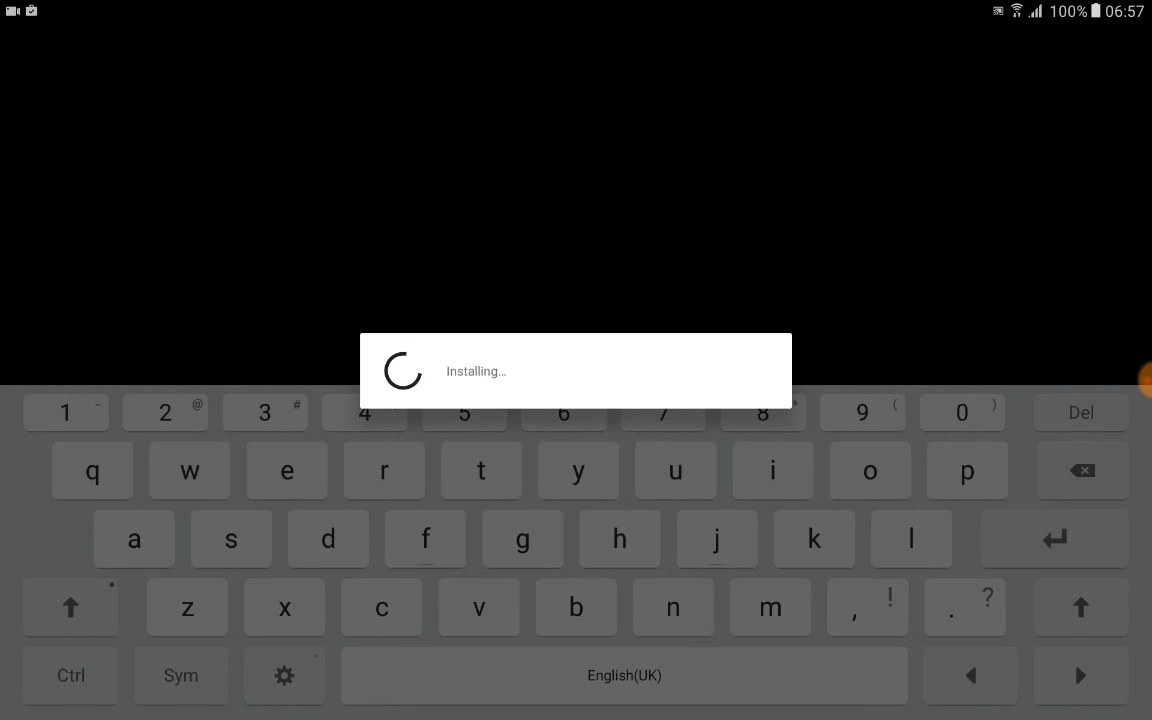 100% 06:57
Installing...
1 - 2 @ 3 # 4 5 6 7 8 * 9 ( 0 ) Del
q w e r t y u i o p
a s d f g h j k l
z x c v b n m , ! . ?
Ctrl Sym English(UK)